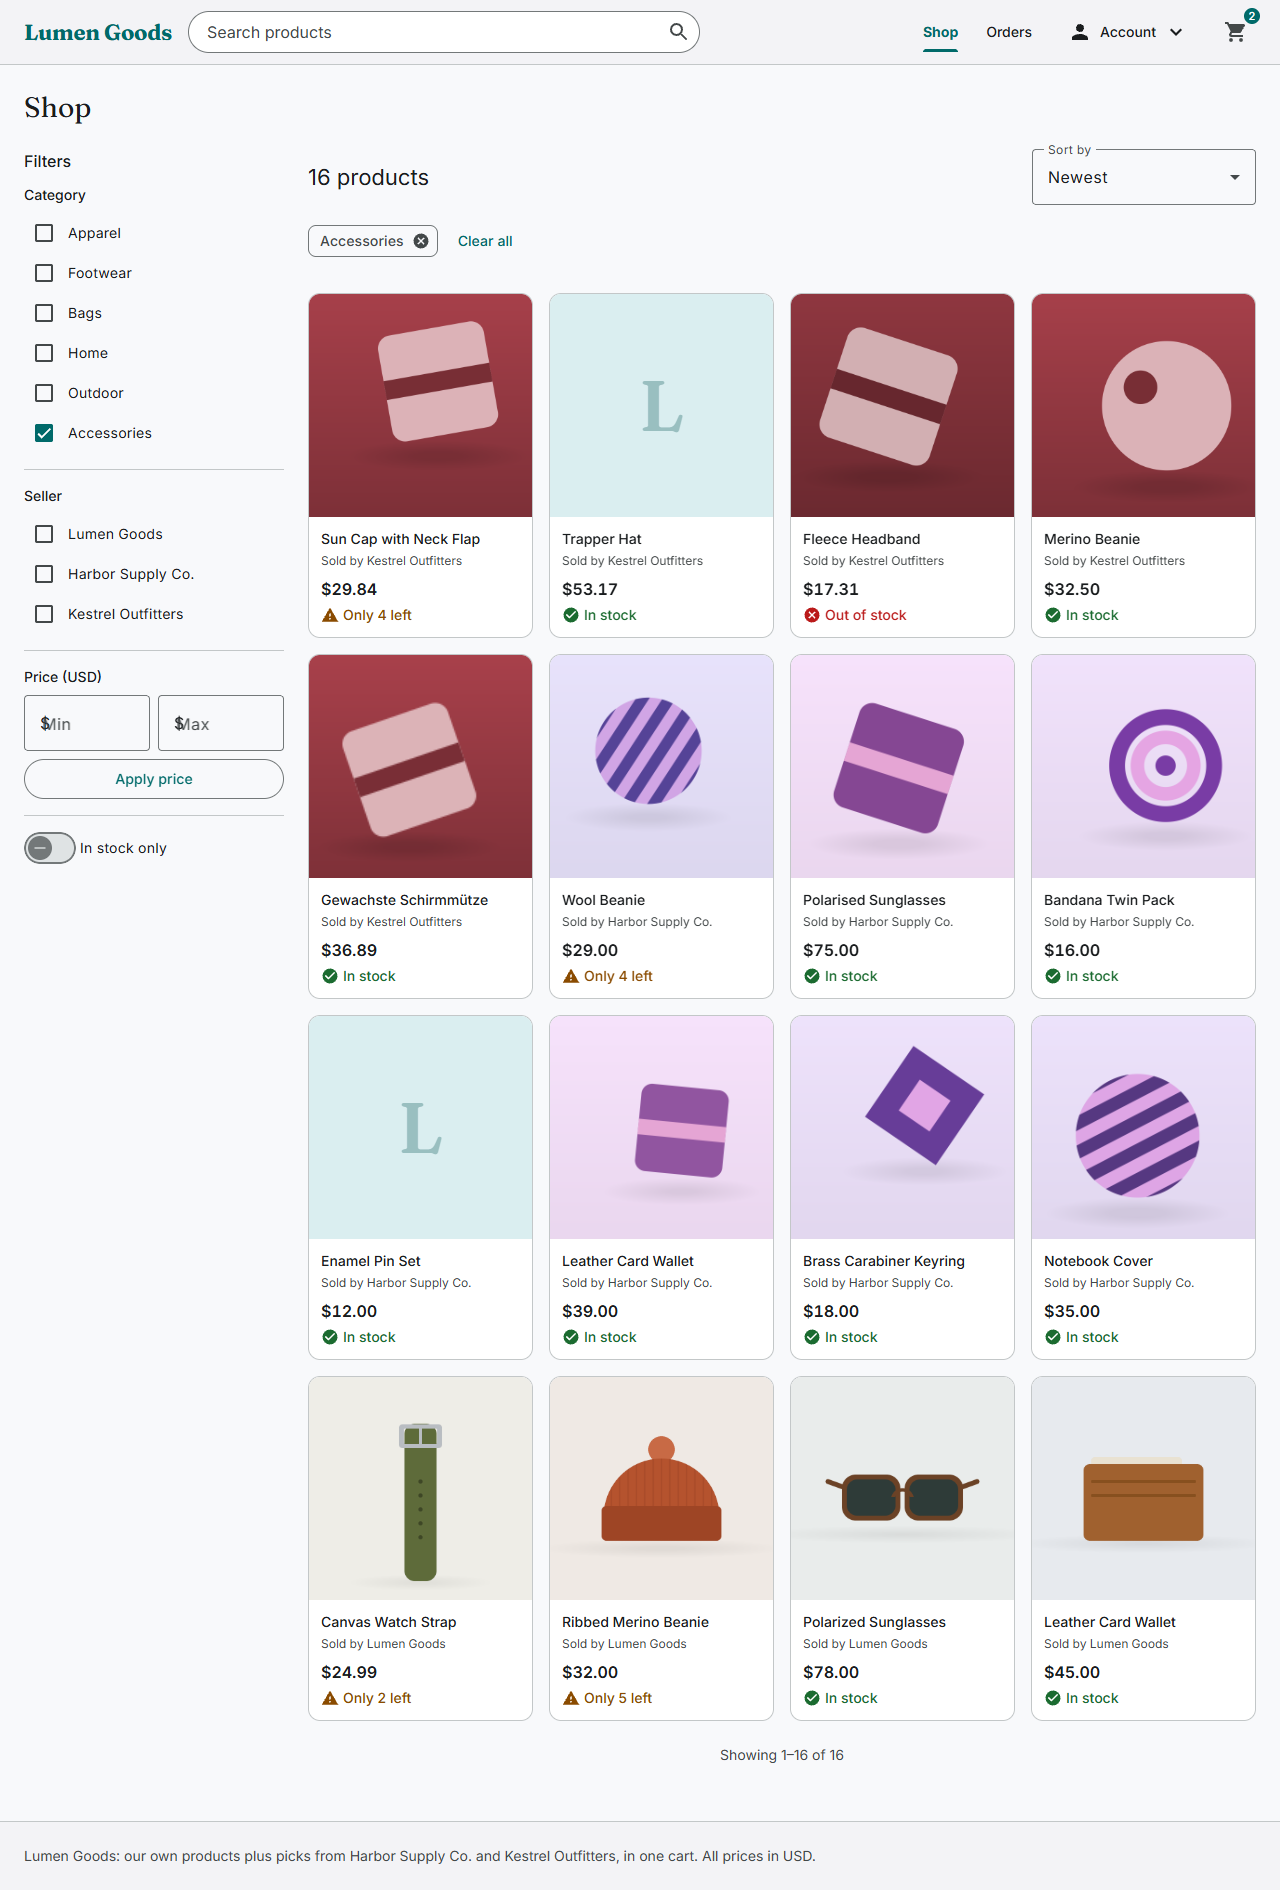 Lumen Goods
Search products
Shop
Orders
Account
2
Shop
Filters
Category
Apparel
Footwear
Bags
Home
Outdoor
Accessories
Seller
Lumen Goods
Harbor Supply Co.
Kestrel Outfitters
Price (USD)
$ Min
$ Max
Apply price
In stock only
16 products
Sort by
Newest
Accessories
Clear all
Sun Cap with Neck Flap
Sold by Kestrel Outfitters
$29.84
Only 4 left
L
Trapper Hat
Sold by Kestrel Outfitters
$53.17
In stock
Fleece Headband
Sold by Kestrel Outfitters
$17.31
Out of stock
Merino Beanie
Sold by Kestrel Outfitters
$32.50
In stock
Gewachste Schirmmütze
Sold by Kestrel Outfitters
$36.89
In stock
Wool Beanie
Sold by Harbor Supply Co.
$29.00
Only 4 left
Polarised Sunglasses
Sold by Harbor Supply Co.
$75.00
In stock
Bandana Twin Pack
Sold by Harbor Supply Co.
$16.00
In stock
L
Enamel Pin Set
Sold by Harbor Supply Co.
$12.00
In stock
Leather Card Wallet
Sold by Harbor Supply Co.
$39.00
In stock
Brass Carabiner Keyring
Sold by Harbor Supply Co.
$18.00
In stock
Notebook Cover
Sold by Harbor Supply Co.
$35.00
In stock
Canvas Watch Strap
Sold by Lumen Goods
$24.99
Only 2 left
Ribbed Merino Beanie
Sold by Lumen Goods
$32.00
Only 5 left
Polarized Sunglasses
Sold by Lumen Goods
$78.00
In stock
Leather Card Wallet
Sold by Lumen Goods
$45.00
In stock
Showing 1–16 of 16
Lumen Goods: our own products plus picks from Harbor Supply Co. and Kestrel Outfitters, in one cart. All prices in USD.